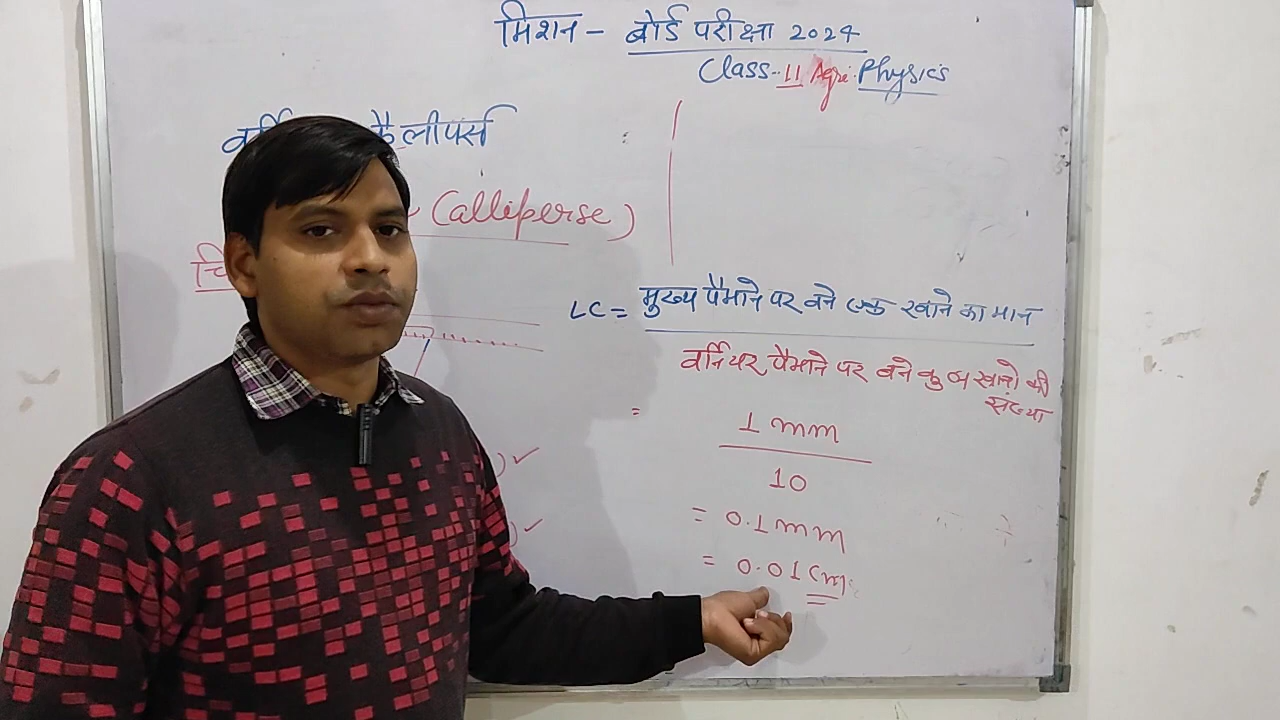 मिशन - बोर्ड परीक्षा 2024
Class-11 Agri Physics
कैलीपर्स
(Calliperse)
LC = मुख्य पैमाने पर बने एक खाने का मान
वर्नियर पैमाने पर बने कुल खानों की
संख्या
= 1 mm
10
= 0.1 mm
= 0.01 cm